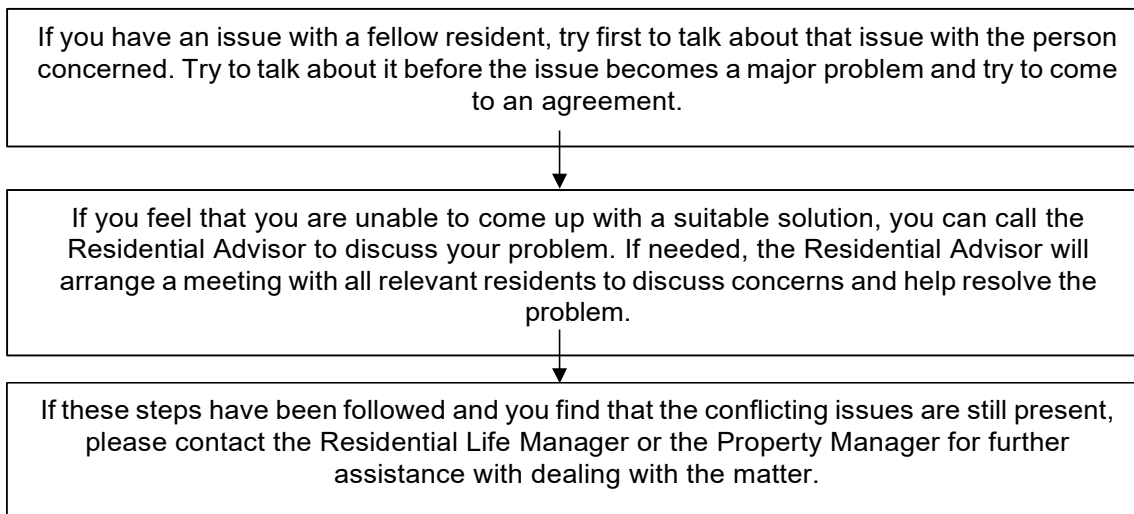 If you have an issue with a fellow resident, try first to talk about that issue with the person
concerned. Try to talk about it before the issue becomes a major problem and try to come
to an agreement.
If you feel that you are unable to come up with a suitable solution, you can call the
Residential Advisor to discuss your problem. If needed, the Residential Advisor will
arrange a meeting with all relevant residents to discuss concerns and help resolve the
problem.
If these steps have been followed and you find that the conflicting issues are still present,
please contact the Residential Life Manager or the Property Manager for further
assistance with dealing with the matter.